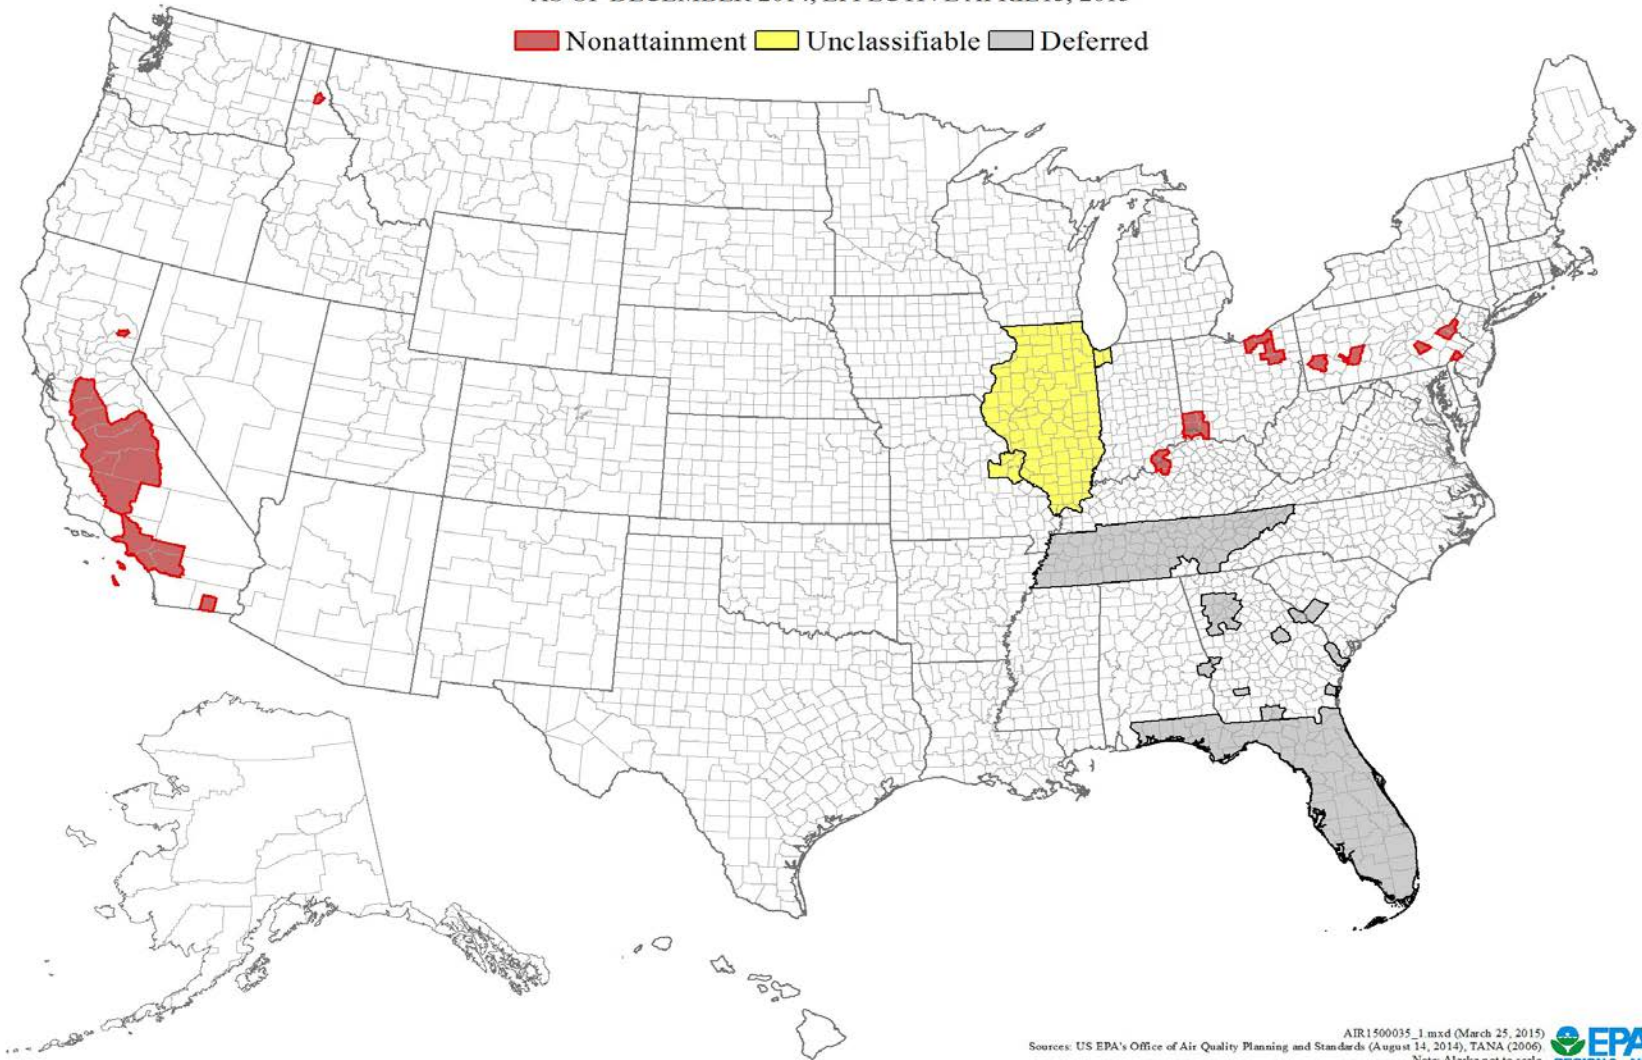 Nonattainment Unclassifiable Deferred
AIR1500035_1.mxd (March 25, 2015)
Sources: US EPA's Office of Air Quality Planning and Standards (August 14, 2014), TANA (2006).
EPA